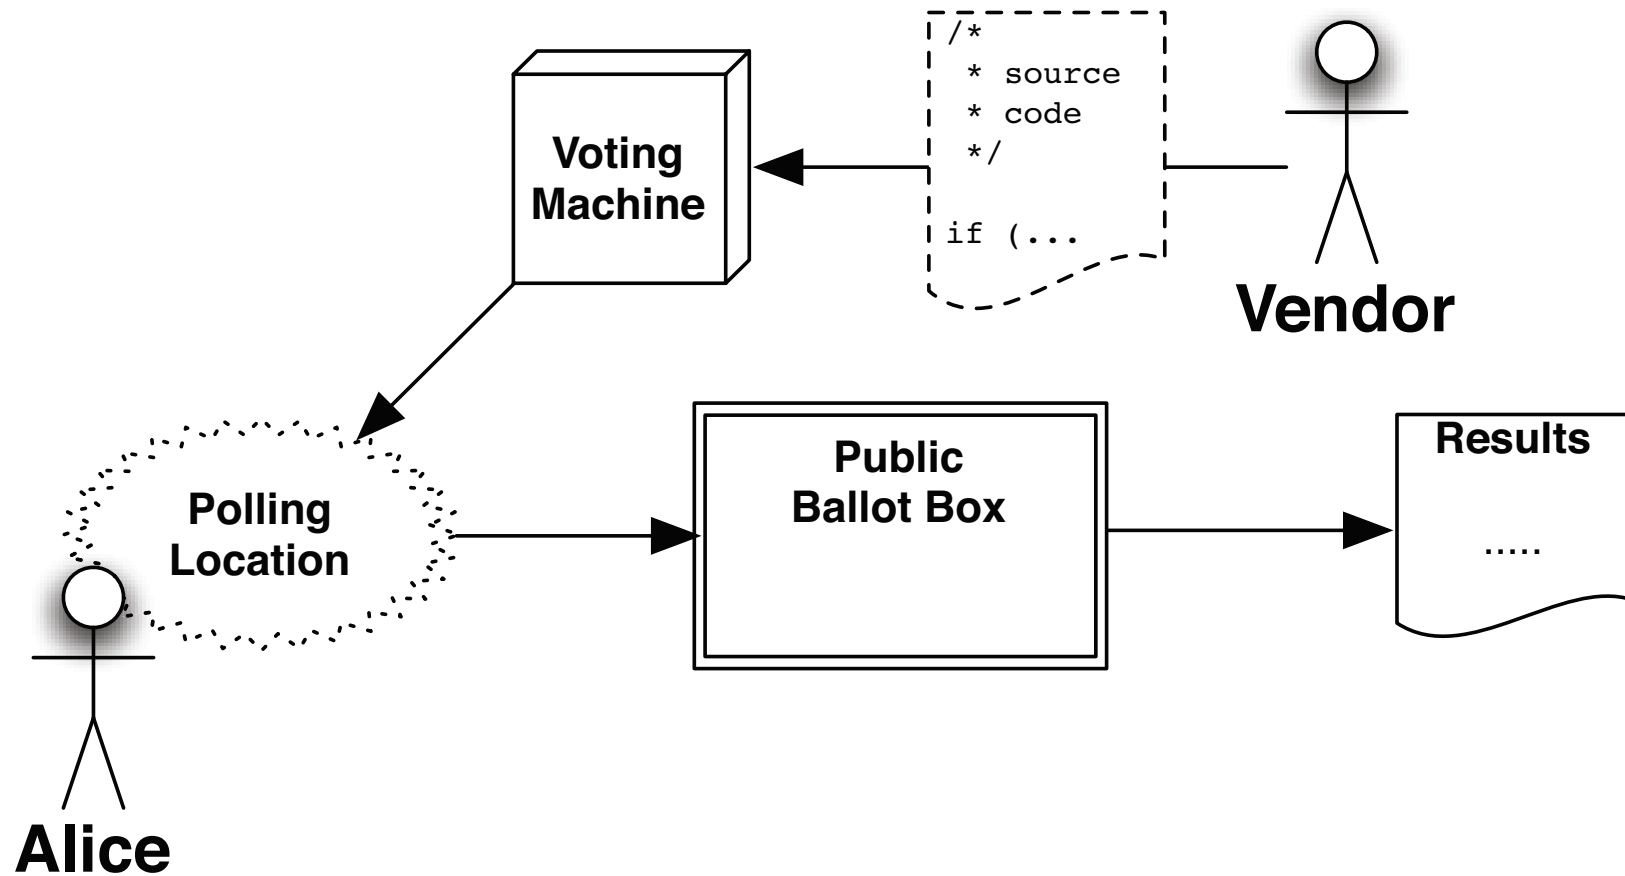 /*
 * source
 * code
 */
if (...
Voting
Machine
Vendor
Polling
Location
Public
Ballot Box
Results
.....
Alice